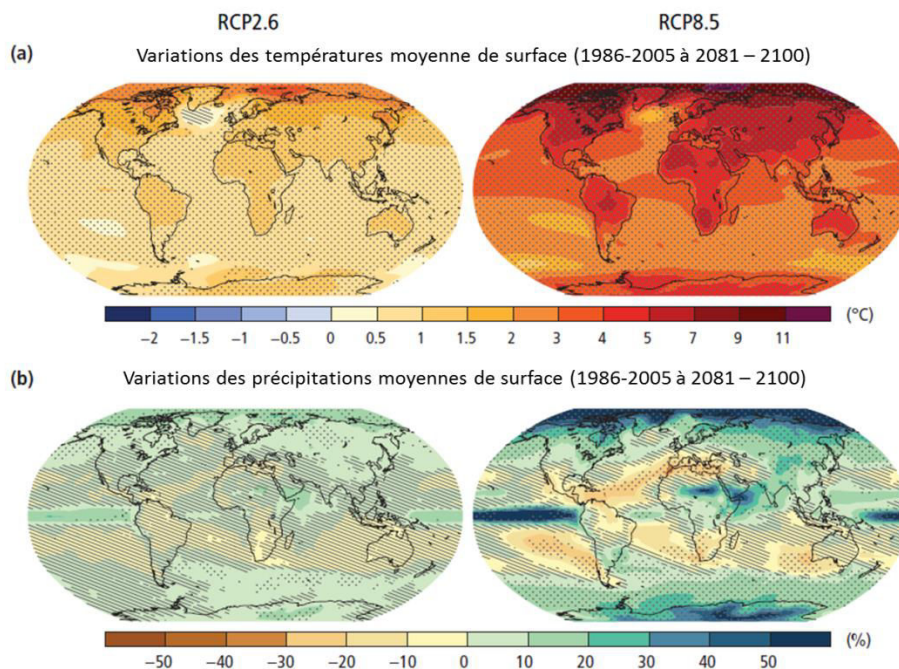 RCP2.6 RCP8.5
(a) Variations des températures moyenne de surface (1986-2005 à 2081 – 2100)
−2 −1.5 −1 −0.5 0 0.5 1 1.5 2 3 4 5 7 9 11 (°C)
(b) Variations des précipitations moyennes de surface (1986-2005 à 2081 – 2100)
−50 −40 −30 −20 −10 0 10 20 30 40 50 (%)